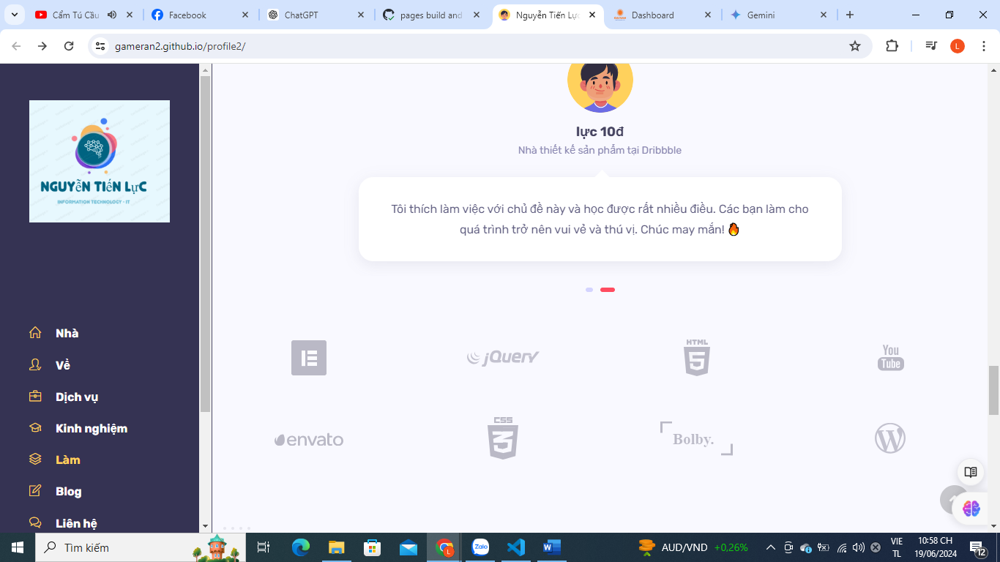 Cẩm Tú Cầu
Facebook
ChatGPT
pages build and
Nguyễn Tiến Lực
Dashboard
Gemini
gameran2.github.io/profile2/
L
NGUYỄN TIẾN LỰC
INFORMATION TECHNOLOGY - IT
Nhà
Về
Dịch vụ
Kinh nghiệm
Làm
Blog
Liên hệ
lực 10đ
Nhà thiết kế sản phẩm tại Dribbble
Tôi thích làm việc với chủ đề này và học được rất nhiều điều. Các bạn làm cho
quá trình trở nên vui vẻ và thú vị. Chúc may mắn! 🔥
jQuery
HTML
5
You
Tube
envato
CSS
3
Bolby.
Tìm kiếm
Zalo
L
AUD/VND +0,26%
VIE
TL
10:58 CH
19/06/2024
12